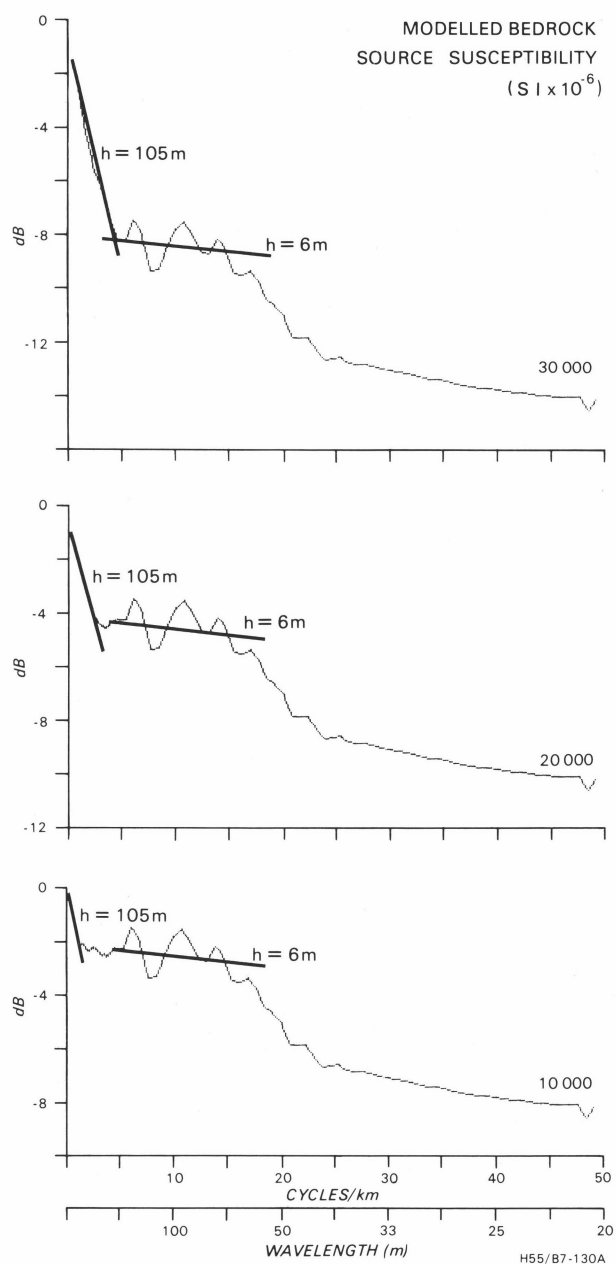 MODELLED BEDROCK
SOURCE SUSCEPTIBILITY
(SI x 10⁻⁶)
0
-4
-8
-12
dB
h = 105m
h = 6m
30 000
0
-4
-8
-12
dB
h = 105m
h = 6m
20 000
0
-4
-8
dB
h = 105m
h = 6m
10 000
0 10 20 30 40 50
CYCLES/km
100 50 33 25 20
WAVELENGTH (m)
H55/B7-130A